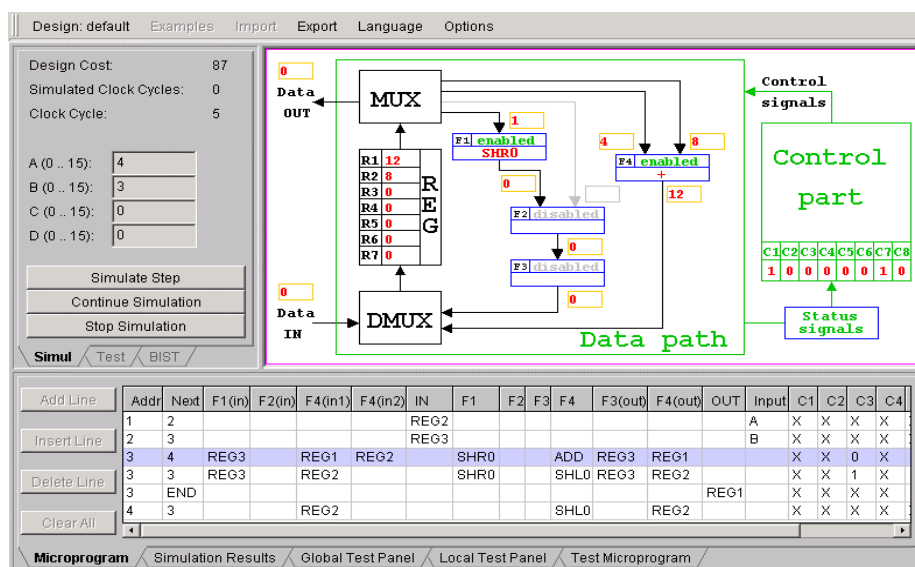 Design: default Examples Import Export Language Options
Design Cost: 87
Simulated Clock Cycles: 0
Clock Cycle: 5
A (0 .. 15): 4
B (0 .. 15): 3
C (0 .. 15): 0
D (0 .. 15): 0
Simulate Step
Continue Simulation
Stop Simulation
Simul Test BIST
0
Data
OUT
MUX
1
F1 enabled
SHR0
4
8
F4 enabled
+
0
12
R1 12
R2 8
R3 0
R4 0
R5 0
R6 0
R7 0
REG
F2 disabled
0
F3 disabled
0
0
Data
IN
DMUX
Data path
Control
signals
Control
part
C1 C2 C3 C4 C5 C6 C7 C8
1 0 0 0 0 0 1 0
Status
signals
Add Line
Insert Line
Delete Line
Clear All
Addr Next F1(in) F2(in) F4(in1) F4(in2) IN F1 F2 F3 F4 F3(out) F4(out) OUT Input C1 C2 C3 C4
1 2 REG2 A X X X X
2 3 REG3 B X X X X
3 4 REG3 REG1 REG2 SHR0 ADD REG3 REG1 X X 0 X
3 3 REG3 REG2 SHR0 SHL0 REG3 REG2 X X 1 X
3 END REG1 X X X X
4 3 REG2 SHL0 REG2 X X X X
Microprogram Simulation Results Global Test Panel Local Test Panel Test Microprogram